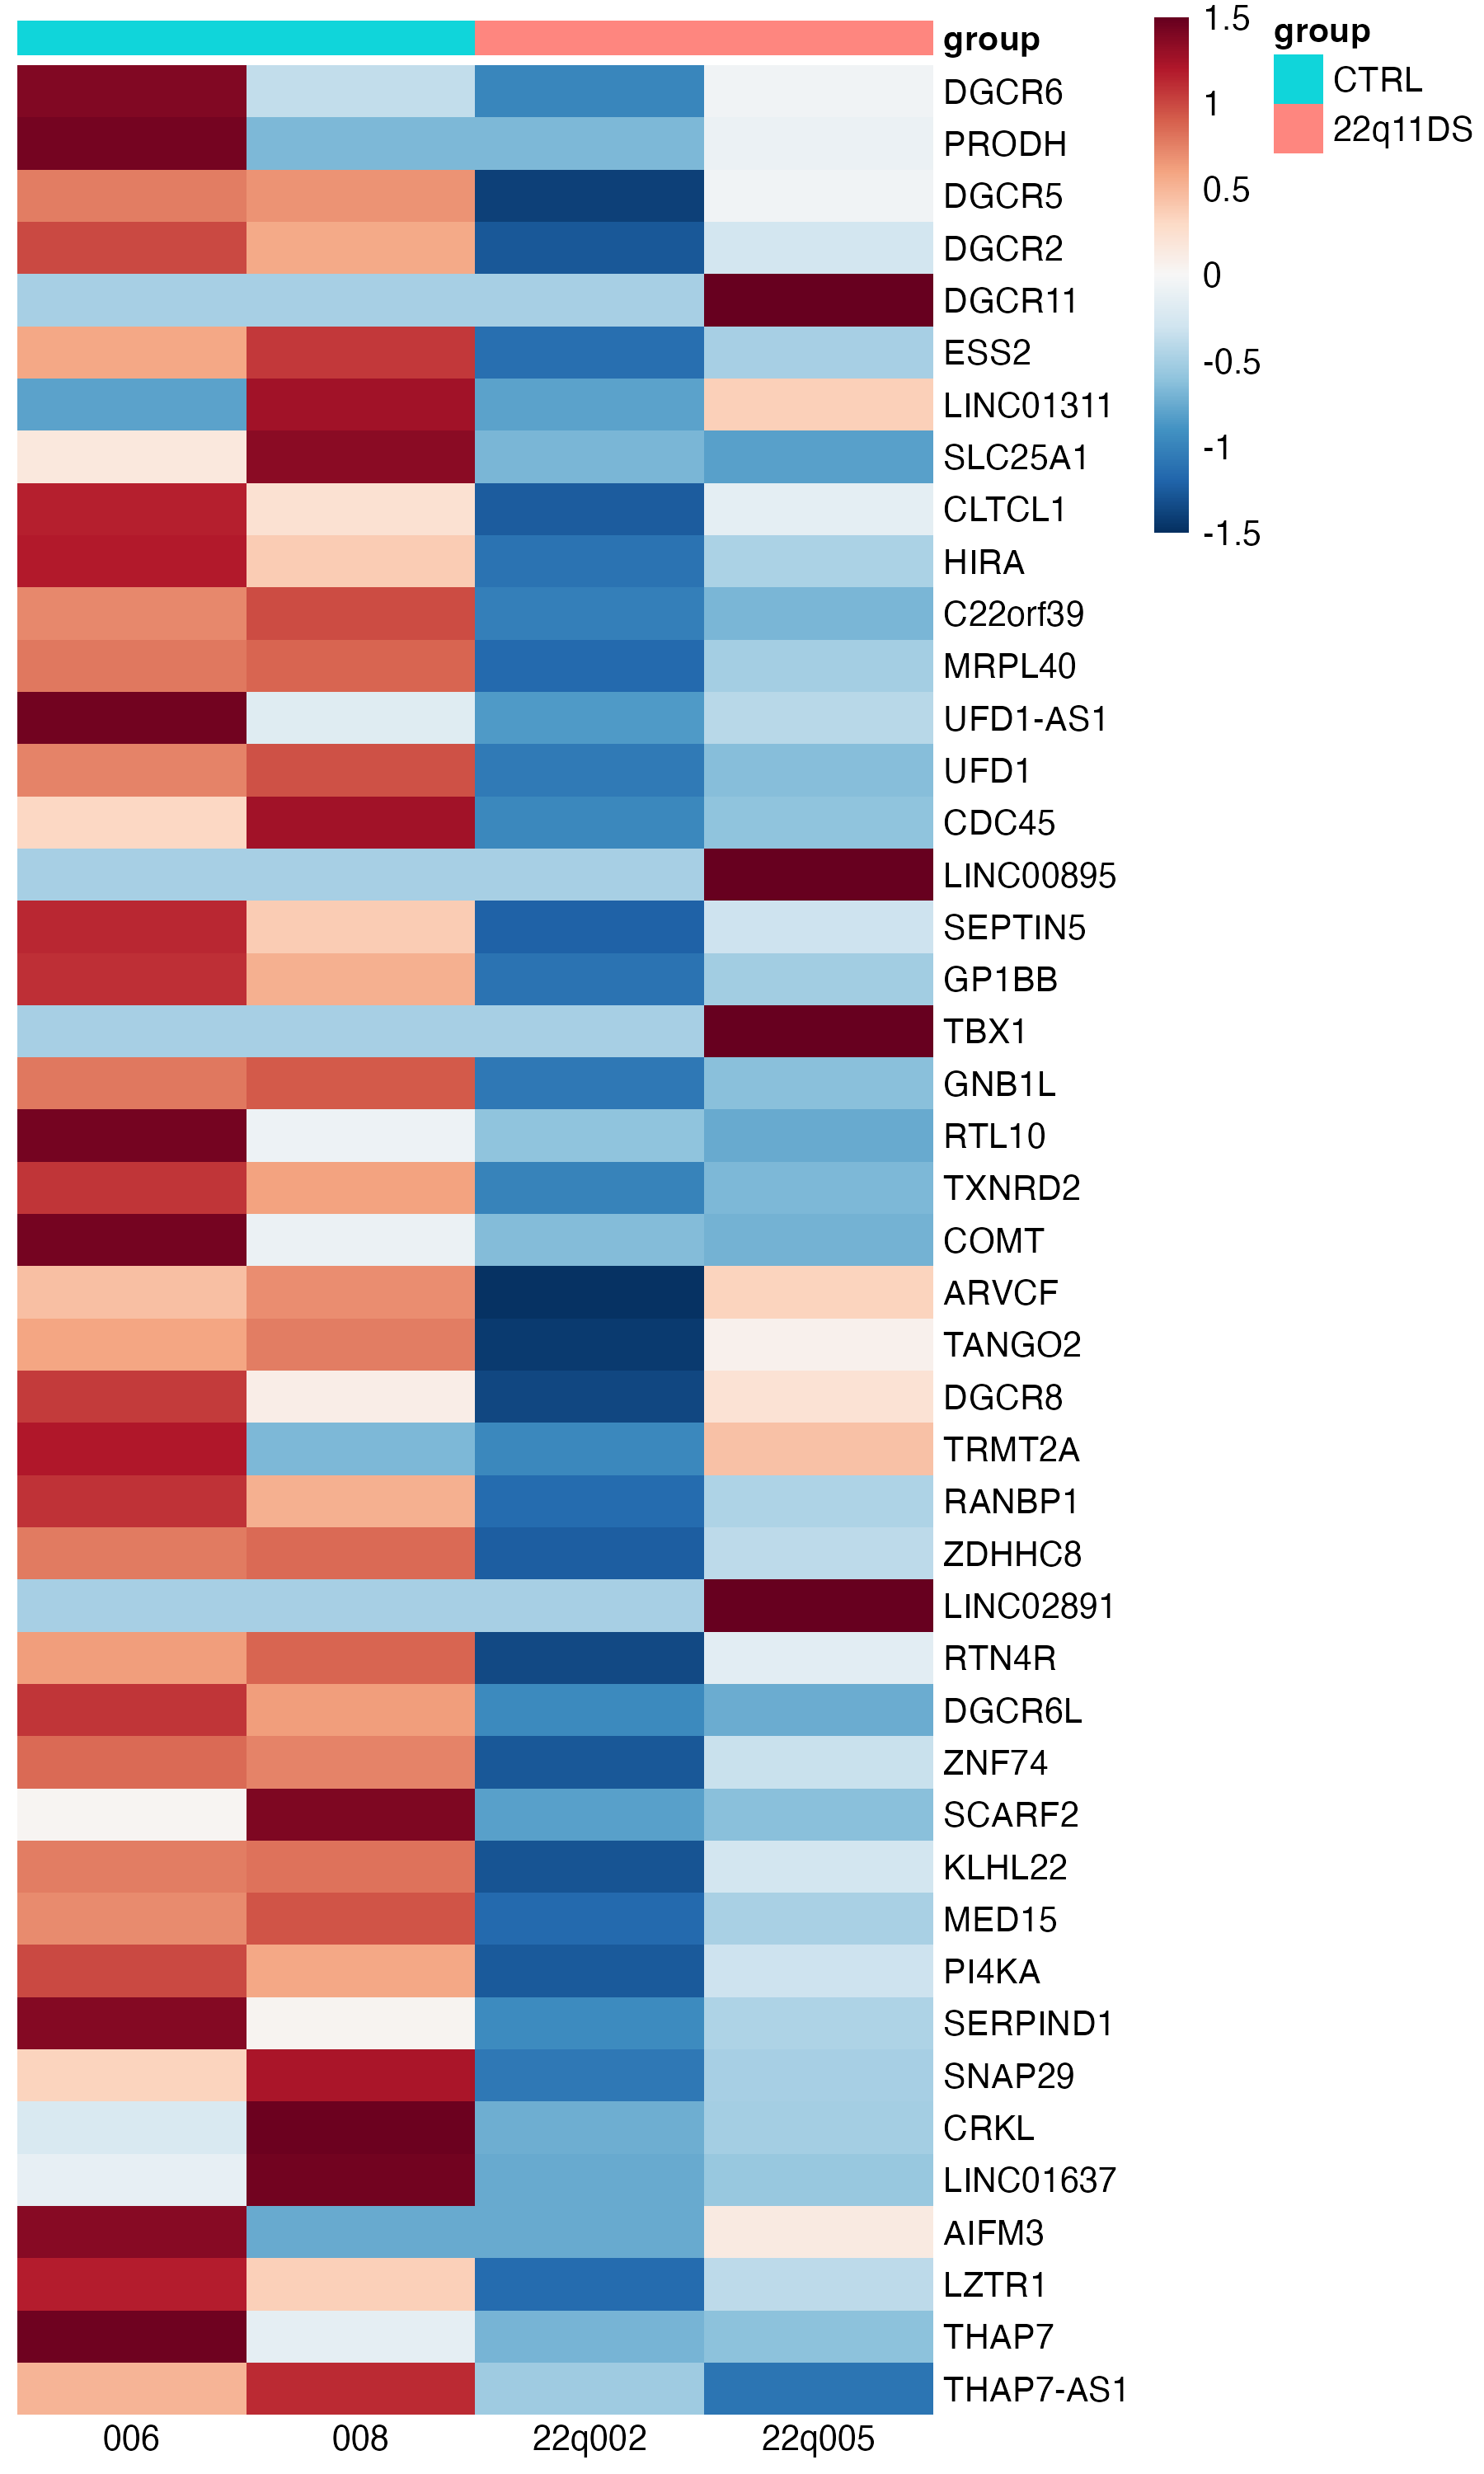 group
DGCR6
PRODH
DGCR5
DGCR2
DGCR11
ESS2
LINC01311
SLC25A1
CLTCL1
HIRA
C22orf39
MRPL40
UFD1-AS1
UFD1
CDC45
LINC00895
SEPTIN5
GP1BB
TBX1
GNB1L
RTL10
TXNRD2
COMT
ARVCF
TANGO2
DGCR8
TRMT2A
RANBP1
ZDHHC8
LINC02891
RTN4R
DGCR6L
ZNF74
SCARF2
KLHL22
MED15
PI4KA
SERPIND1
SNAP29
CRKL
LINC01637
AIFM3
LZTR1
THAP7
THAP7-AS1
006 008 22q002 22q005
1.5
1
0.5
0
-0.5
-1
-1.5
group
CTRL
22q11DS